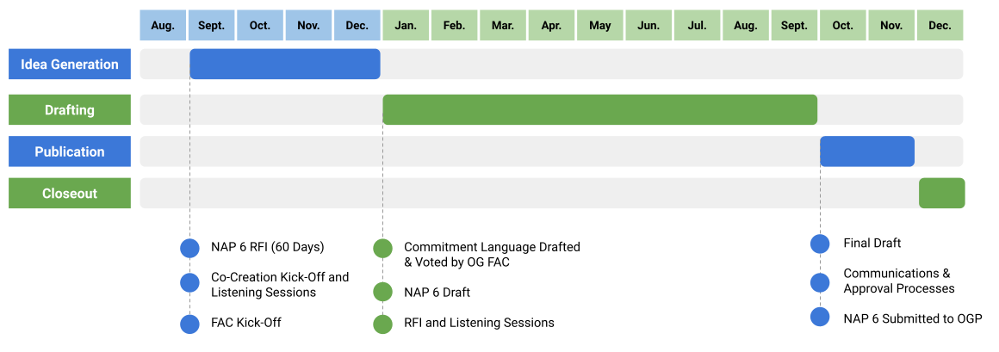 Aug. Sept. Oct. Nov. Dec. Jan. Feb. Mar. Apr. May Jun. Jul. Aug. Sept. Oct. Nov. Dec.
Idea Generation
Drafting
Publication
Closeout
NAP 6 RFI (60 Days)
Co-Creation Kick-Off and
Listening Sessions
FAC Kick-Off
Commitment Language Drafted
& Voted by OG FAC
NAP 6 Draft
RFI and Listening Sessions
Final Draft
Communications &
Approval Processes
NAP 6 Submitted to OGP